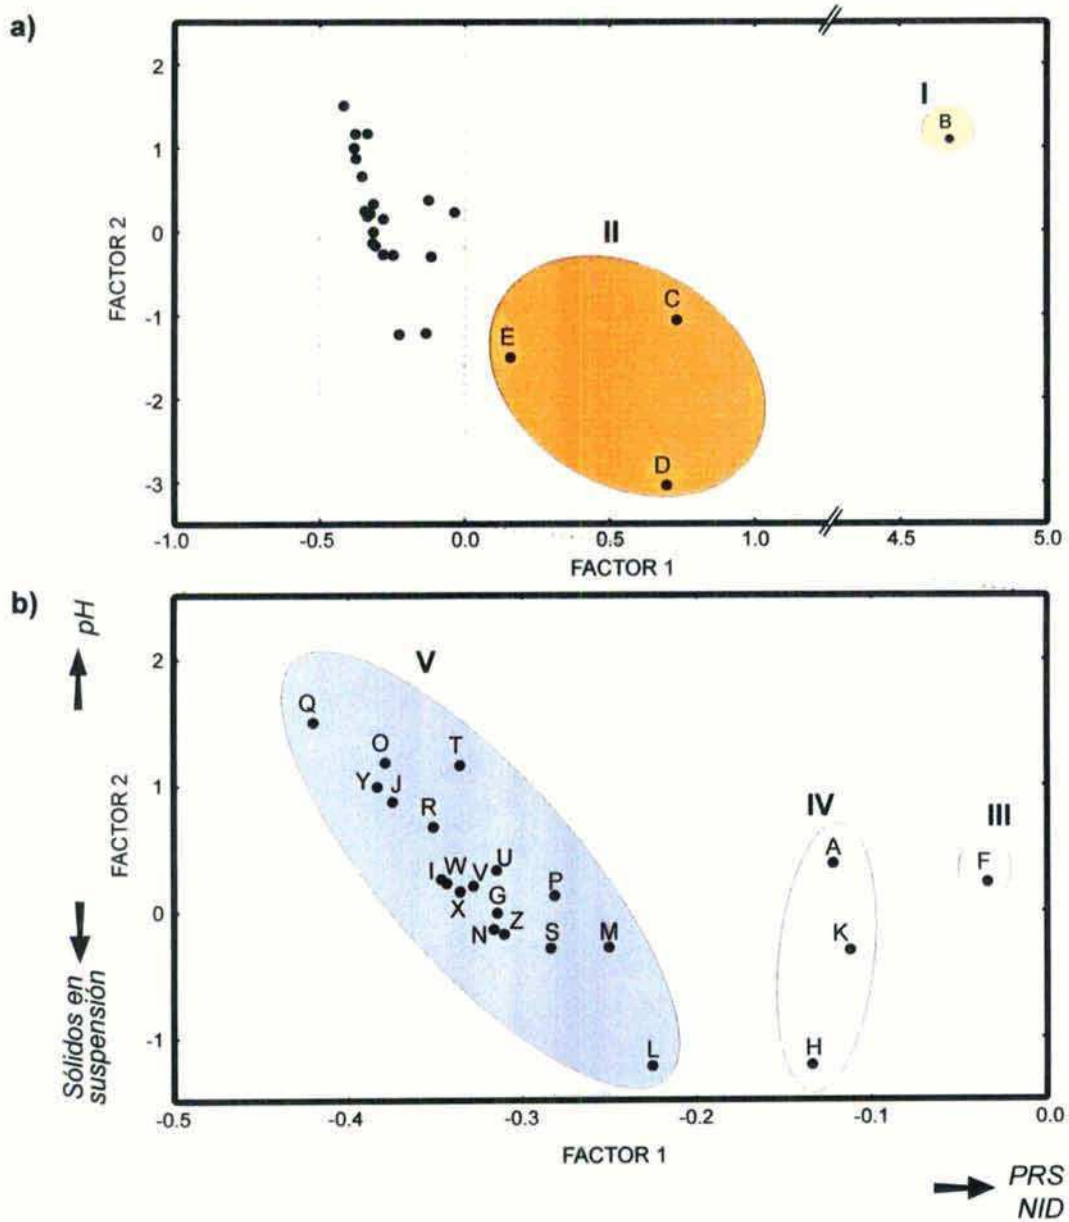 a)
I
B
2
1
0
-1
-2
-3
FACTOR 2
II
C
E
D
-1.0 -0.5 0.0 0.5 1.0 4.5 5.0
FACTOR 1
b)
pH
FACTOR 2
Sólidos en
suspensión
2
1
0
-1
V
Q
O T
Y J
R
IV
III
A
F
I W V U
P
X G
N Z S M
K
L
H
-0.5 -0.4 -0.3 -0.2 -0.1 0.0
FACTOR 1
PRS
NID